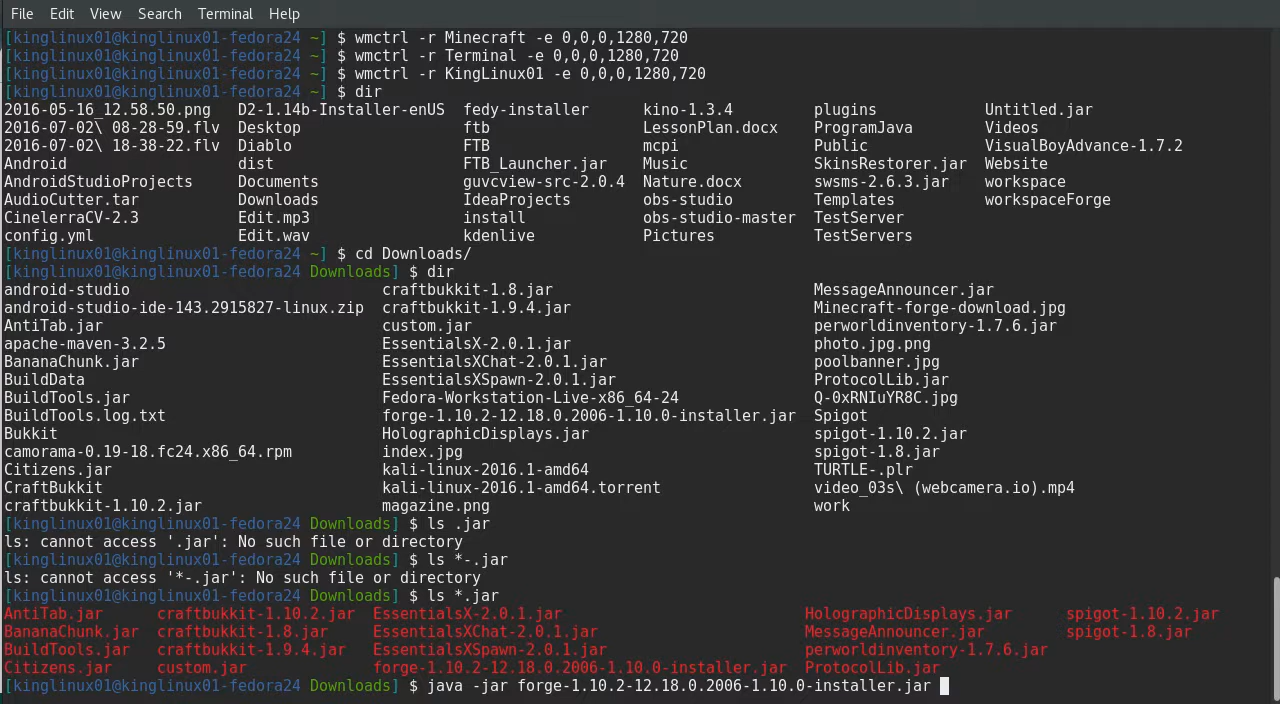 File Edit View Search Terminal Help
[kinglinux01@kinglinux01-fedora24 ~] $ wmctrl -r Minecraft -e 0,0,0,1280,720
[kinglinux01@kinglinux01-fedora24 ~] $ wmctrl -r Terminal -e 0,0,0,1280,720
[kinglinux01@kinglinux01-fedora24 ~] $ wmctrl -r KingLinux01 -e 0,0,0,1280,720
[kinglinux01@kinglinux01-fedora24 ~] $ dir
2016-05-16_12.58.50.png D2-1.14b-Installer-enUS fedy-installer kino-1.3.4 plugins Untitled.jar
2016-07-02\ 08-28-59.flv Desktop ftb LessonPlan.docx ProgramJava Videos
2016-07-02\ 18-38-22.flv Diablo FTB mcpi Public VisualBoyAdvance-1.7.2
Android dist FTB_Launcher.jar Music SkinsRestorer.jar Website
AndroidStudioProjects Documents guvcview-src-2.0.4 Nature.docx swsms-2.6.3.jar workspace
AudioCutter.tar Downloads IdeaProjects obs-studio Templates workspaceForge
CinelerraCV-2.3 Edit.mp3 install obs-studio-master TestServer
config.yml Edit.wav kdenlive Pictures TestServers
[kinglinux01@kinglinux01-fedora24 ~] $ cd Downloads/
[kinglinux01@kinglinux01-fedora24 Downloads] $ dir
android-studio craftbukkit-1.8.jar MessageAnnouncer.jar
android-studio-ide-143.2915827-linux.zip craftbukkit-1.9.4.jar Minecraft-forge-download.jpg
AntiTab.jar custom.jar perworldinventory-1.7.6.jar
apache-maven-3.2.5 EssentialsX-2.0.1.jar photo.jpg.png
BananaChunk.jar EssentialsXChat-2.0.1.jar poolbanner.jpg
BuildData EssentialsXSpawn-2.0.1.jar ProtocolLib.jar
BuildTools.jar Fedora-Workstation-Live-x86_64-24 Q-0xRNIuYR8C.jpg
BuildTools.log.txt forge-1.10.2-12.18.0.2006-1.10.0-installer.jar Spigot
Bukkit HolographicDisplays.jar spigot-1.10.2.jar
camorama-0.19-18.fc24.x86_64.rpm index.jpg spigot-1.8.jar
Citizens.jar kali-linux-2016.1-amd64 TURTLE-.plr
CraftBukkit kali-linux-2016.1-amd64.torrent video_03s\ (webcamera.io).mp4
craftbukkit-1.10.2.jar magazine.png work
[kinglinux01@kinglinux01-fedora24 Downloads] $ ls .jar
ls: cannot access '.jar': No such file or directory
[kinglinux01@kinglinux01-fedora24 Downloads] $ ls *-.jar
ls: cannot access '*-.jar': No such file or directory
[kinglinux01@kinglinux01-fedora24 Downloads] $ ls *.jar
AntiTab.jar craftbukkit-1.10.2.jar EssentialsX-2.0.1.jar HolographicDisplays.jar spigot-1.10.2.jar
BananaChunk.jar craftbukkit-1.8.jar EssentialsXChat-2.0.1.jar MessageAnnouncer.jar spigot-1.8.jar
BuildTools.jar craftbukkit-1.9.4.jar EssentialsXSpawn-2.0.1.jar perworldinventory-1.7.6.jar
Citizens.jar custom.jar forge-1.10.2-12.18.0.2006-1.10.0-installer.jar ProtocolLib.jar
[kinglinux01@kinglinux01-fedora24 Downloads] $ java -jar forge-1.10.2-12.18.0.2006-1.10.0-installer.jar